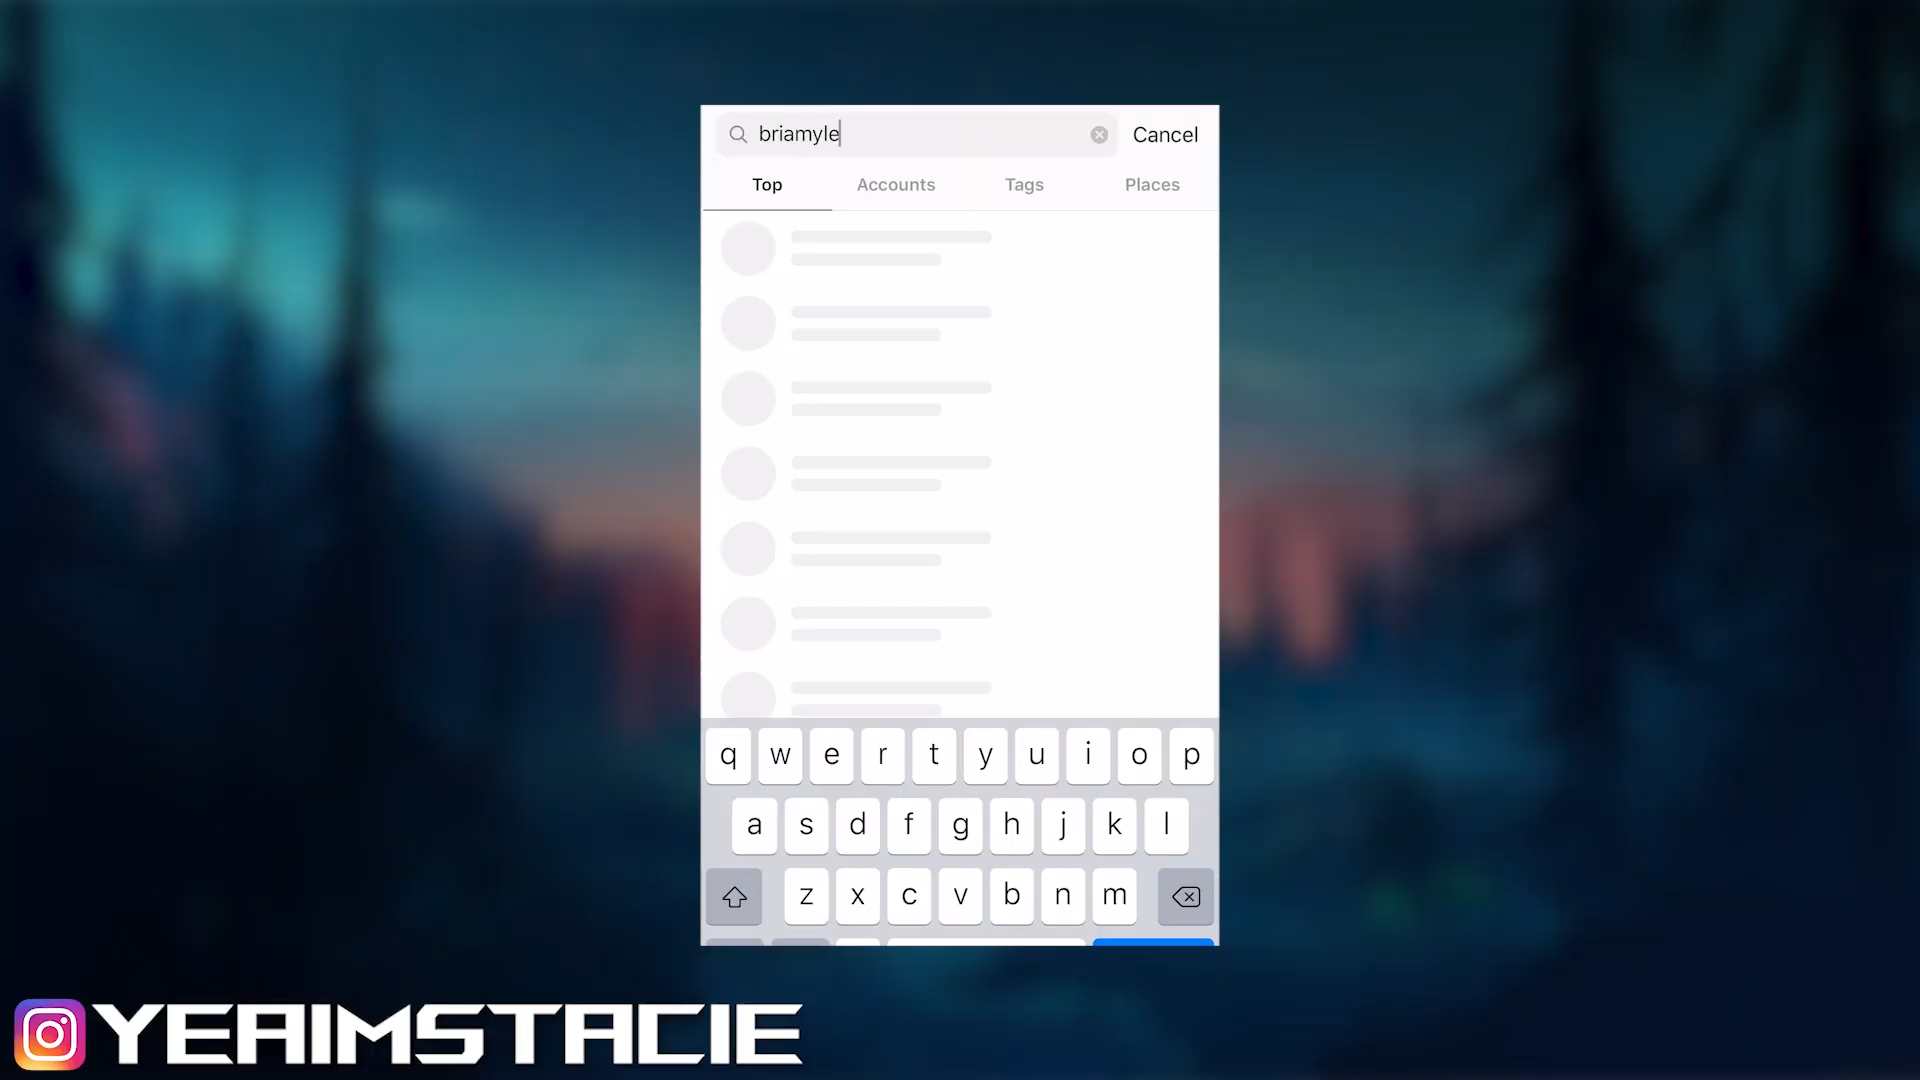 briamyle
Cancel
Top Accounts Tags Places
q w e r t y u i o p
a s d f g h j k l
z x c v b n m
YEAIMSTACIE